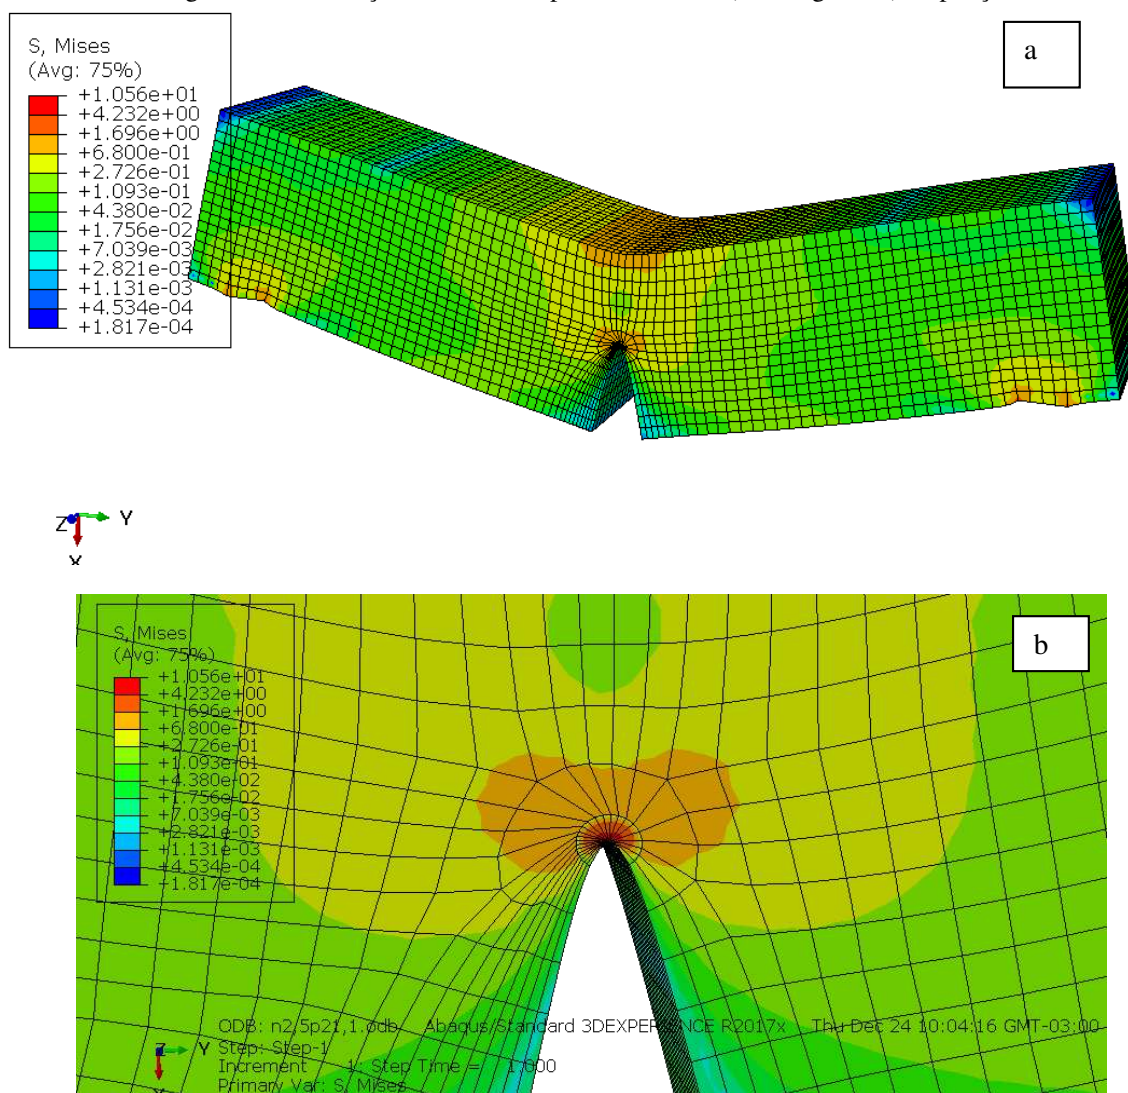 a
S, Mises
(Avg: 75%)
+1.056e+01
+4.232e+00
+1.696e+00
+6.800e-01
+2.726e-01
+1.093e-01
+4.380e-02
+1.756e-02
+7.039e-03
+2.821e-03
+1.131e-03
+4.534e-04
+1.817e-04
Z Y
X
b
S, Mises
(Avg: 75%)
+1.056e+01
+4.232e+00
+1.696e+00
+6.800e-01
+2.726e-01
+1.093e-01
+4.380e-02
+1.756e-02
+7.039e-03
+2.821e-03
+1.131e-03
+4.534e-04
+1.817e-04
ODB: n2,5p21,1.odb Abaqus/Standard 3DEXPERIENCE R2017x Thu Dec 24 10:04:16 GMT-03:00
Z Y Step: Step-1
Increment 1: Step Time = 1.000
Primary Var: S, Mises